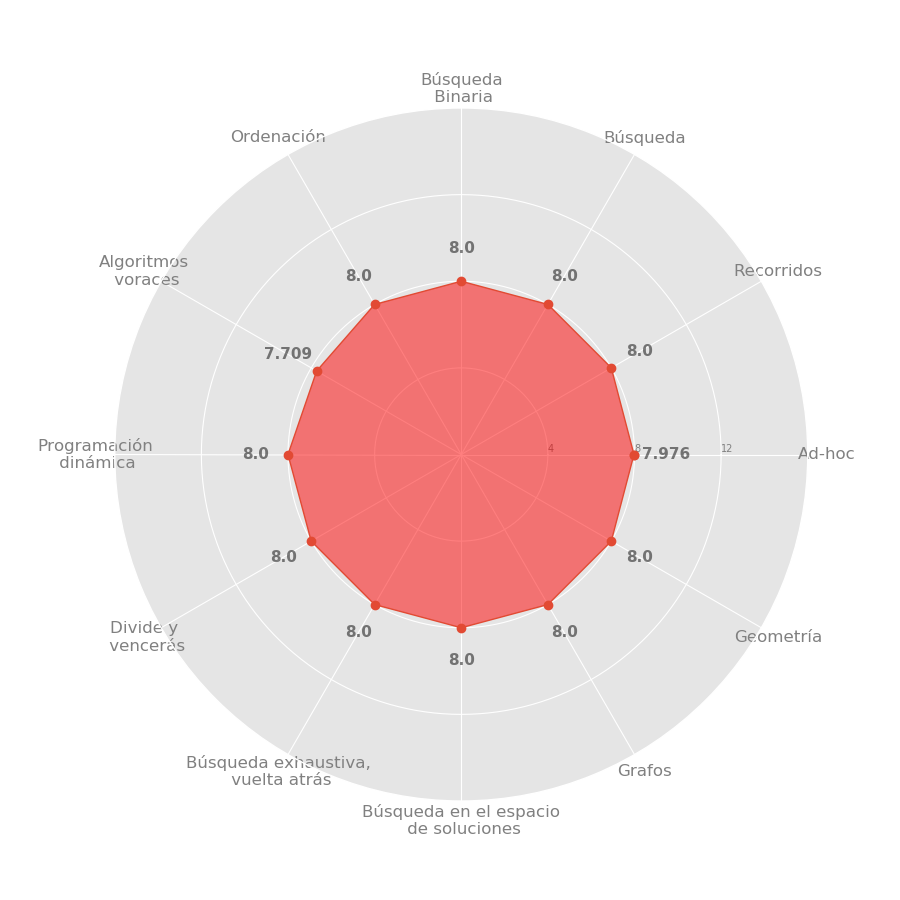 Búsqueda
Binaria
Ordenación
Búsqueda
8.0
Algoritmos
voraces
8.0
8.0
Recorridos
7.709
8.0
Programación
dinámica
8.0
4
8
12
7.976
Ad-hoc
8.0
8.0
Divide y
vencerás
8.0
8.0
Geometría
8.0
Búsqueda exhaustiva,
vuelta atrás
Grafos
Búsqueda en el espacio
de soluciones